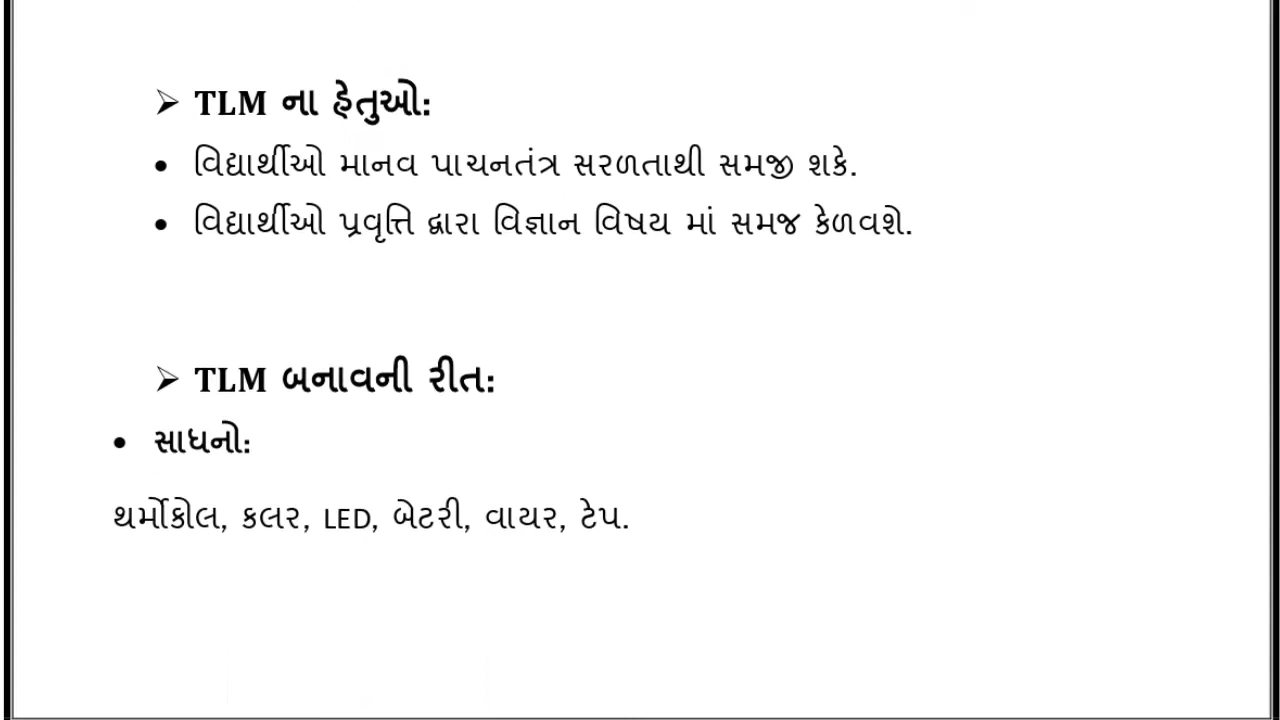 ➢ TLM ના હેતુઓ:
• વિદ્યાર્થીઓ માનવ પાચનતંત્ર સરળતાથી સમજી શકે.
• વિદ્યાર્થીઓ પ્રવૃત્તિ દ્વારા વિજ્ઞાન વિષય માં સમજ કેળવશે.
➢ TLM બનાવની રીત:
• સાધનો:
થર્મોકોલ, કલર, LED, બેટરી, વાયર, ટેપ.